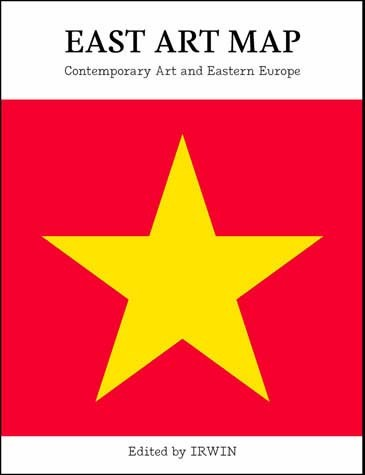 EAST ART MAP
Contemporary Art and Eastern Europe
Edited by IRWIN